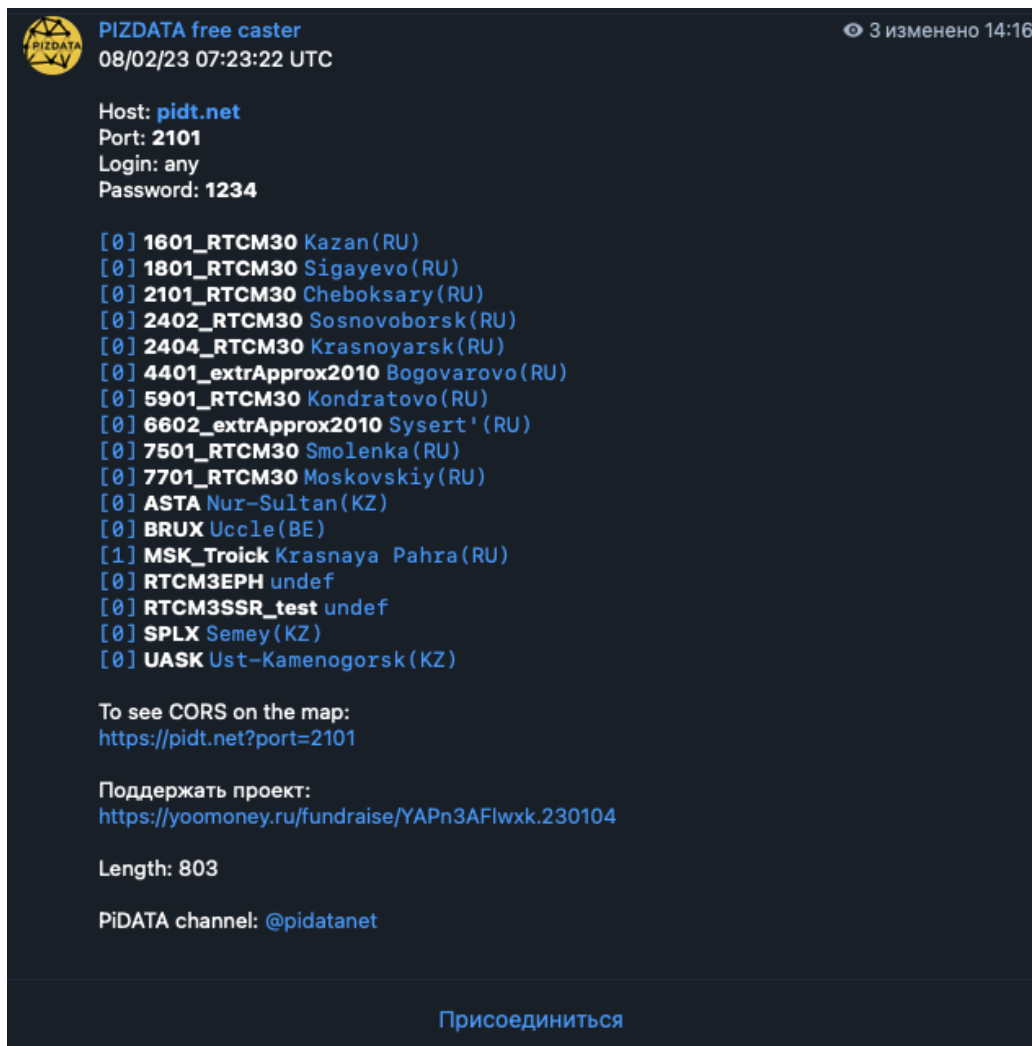 PIZDATA
PIZDATA free caster
3 изменено 14:16
08/02/23 07:23:22 UTC
Host: pidt.net
Port: 2101
Login: any
Password: 1234
[0] 1601_RTCM30 Kazan(RU)
[0] 1801_RTCM30 Sigayevo(RU)
[0] 2101_RTCM30 Cheboksary(RU)
[0] 2402_RTCM30 Sosnovoborsk(RU)
[0] 2404_RTCM30 Krasnoyarsk(RU)
[0] 4401_extrApprox2010 Bogovarovo(RU)
[0] 5901_RTCM30 Kondratovo(RU)
[0] 6602_extrApprox2010 Sysert'(RU)
[0] 7501_RTCM30 Smolenka(RU)
[0] 7701_RTCM30 Moskovskiy(RU)
[0] ASTA Nur-Sultan(KZ)
[0] BRUX Uccle(BE)
[1] MSK_Troick Krasnaya Pahra(RU)
[0] RTCM3EPH undef
[0] RTCM3SSR_test undef
[0] SPLX Semey(KZ)
[0] UASK Ust-Kamenogorsk(KZ)
To see CORS on the map:
https://pidt.net?port=2101
Поддержать проект:
https://yoomoney.ru/fundraise/YAPn3AFlwxk.230104
Length: 803
PiDATA channel: @pidatanet
Присоединиться